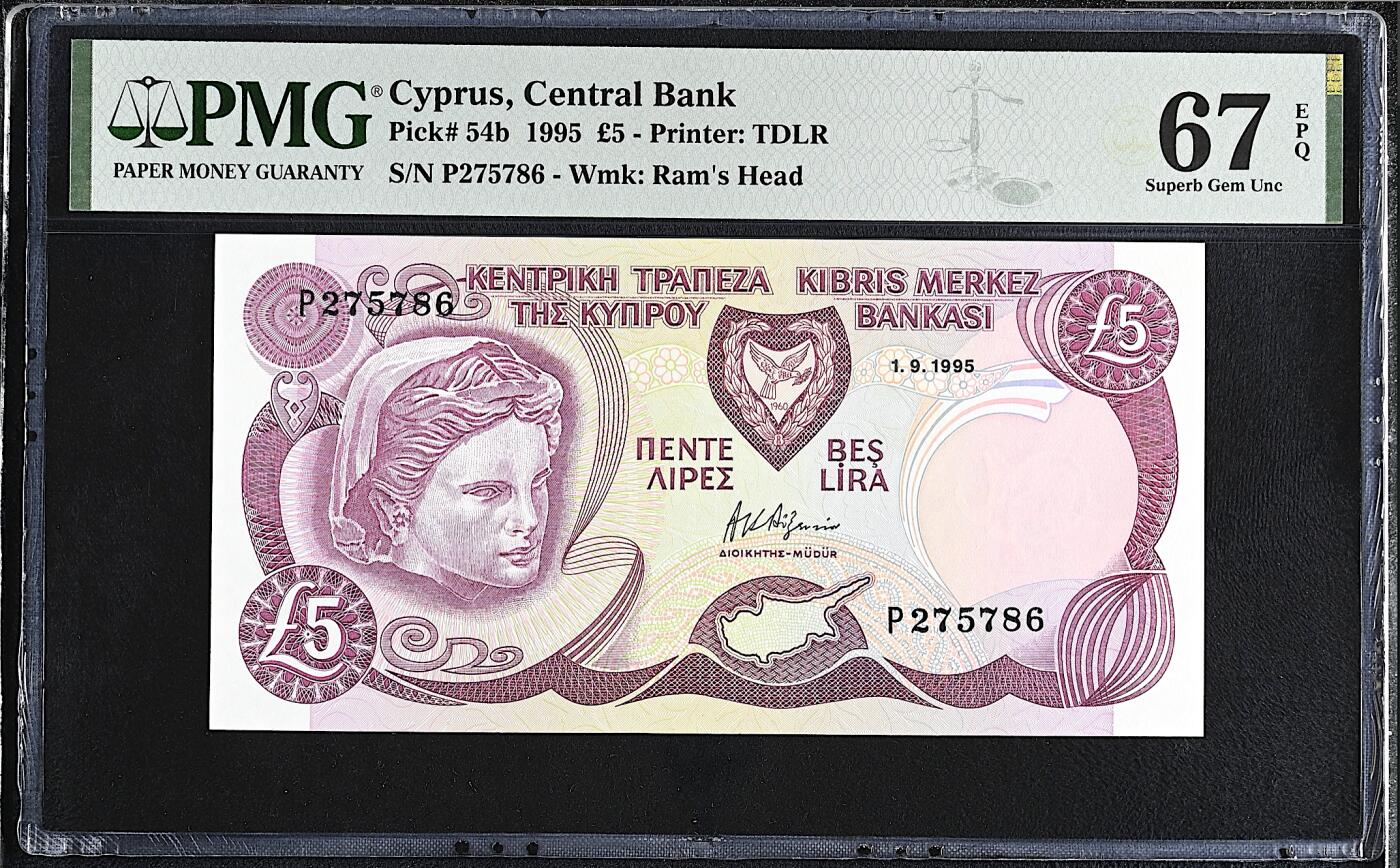 PMG®
PAPER MONEY GUARANTY
Cyprus, Central Bank
Pick# 54b 1995 £5 - Printer: TDLR
S/N P275786 - Wmk: Ram's Head
67
EPQ
Superb Gem Unc
ΚΕΝΤΡΙΚΗ ΤΡΑΠΕΖΑ KIBRIS MERKEZ
ΤΗΣ ΚΥΠΡΟΥ BANKASI
P275786
£5
1.9.1995
1960
ΠΕΝΤΕ BEŞ
ΛΙΡΕΣ LİRA
ΔΙΟΙΚΗΤΗΣ-MÜDÜR
£5
P275786